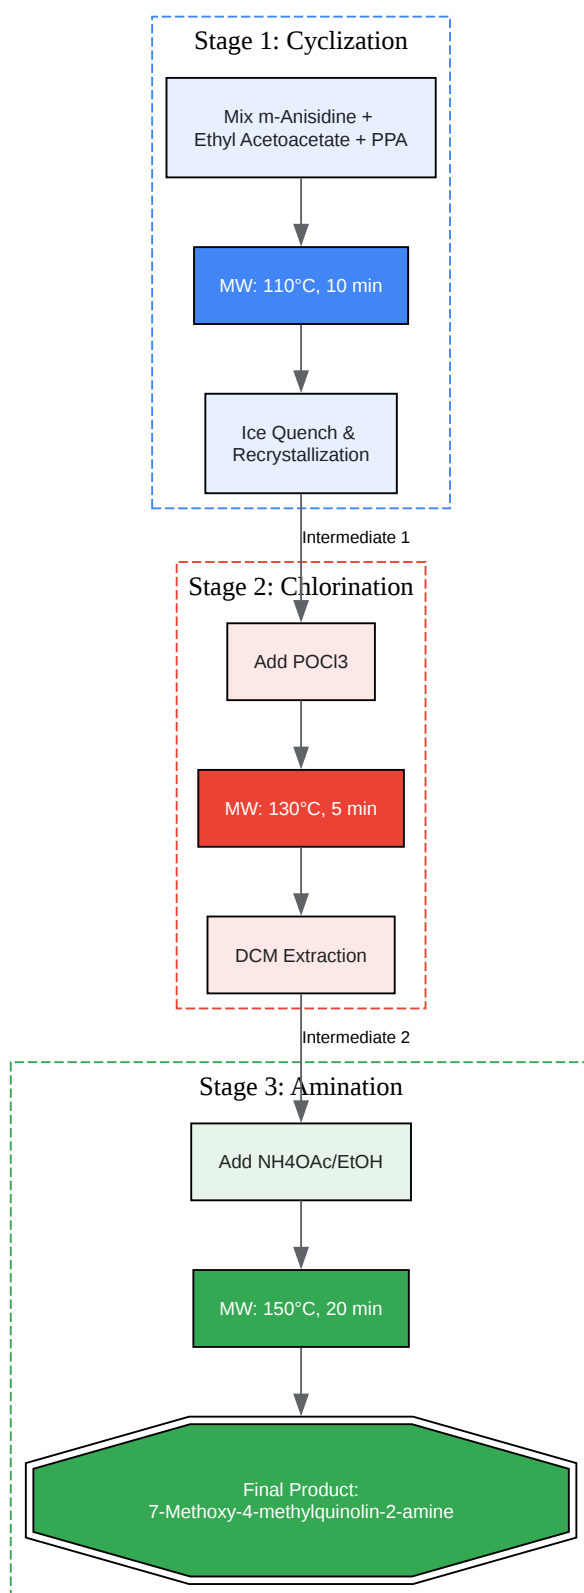 Stage 1: Cyclization
Mix m-Anisidine +
Ethyl Acetoacetate + PPA
MW: 110°C, 10 min
Ice Quench &
Recrystallization
Intermediate 1
Stage 2: Chlorination
Add POCl3
MW: 130°C, 5 min
DCM Extraction
Intermediate 2
Stage 3: Amination
Add NH4OAc/EtOH
MW: 150°C, 20 min
Final Product:
7-Methoxy-4-methylquinolin-2-amine